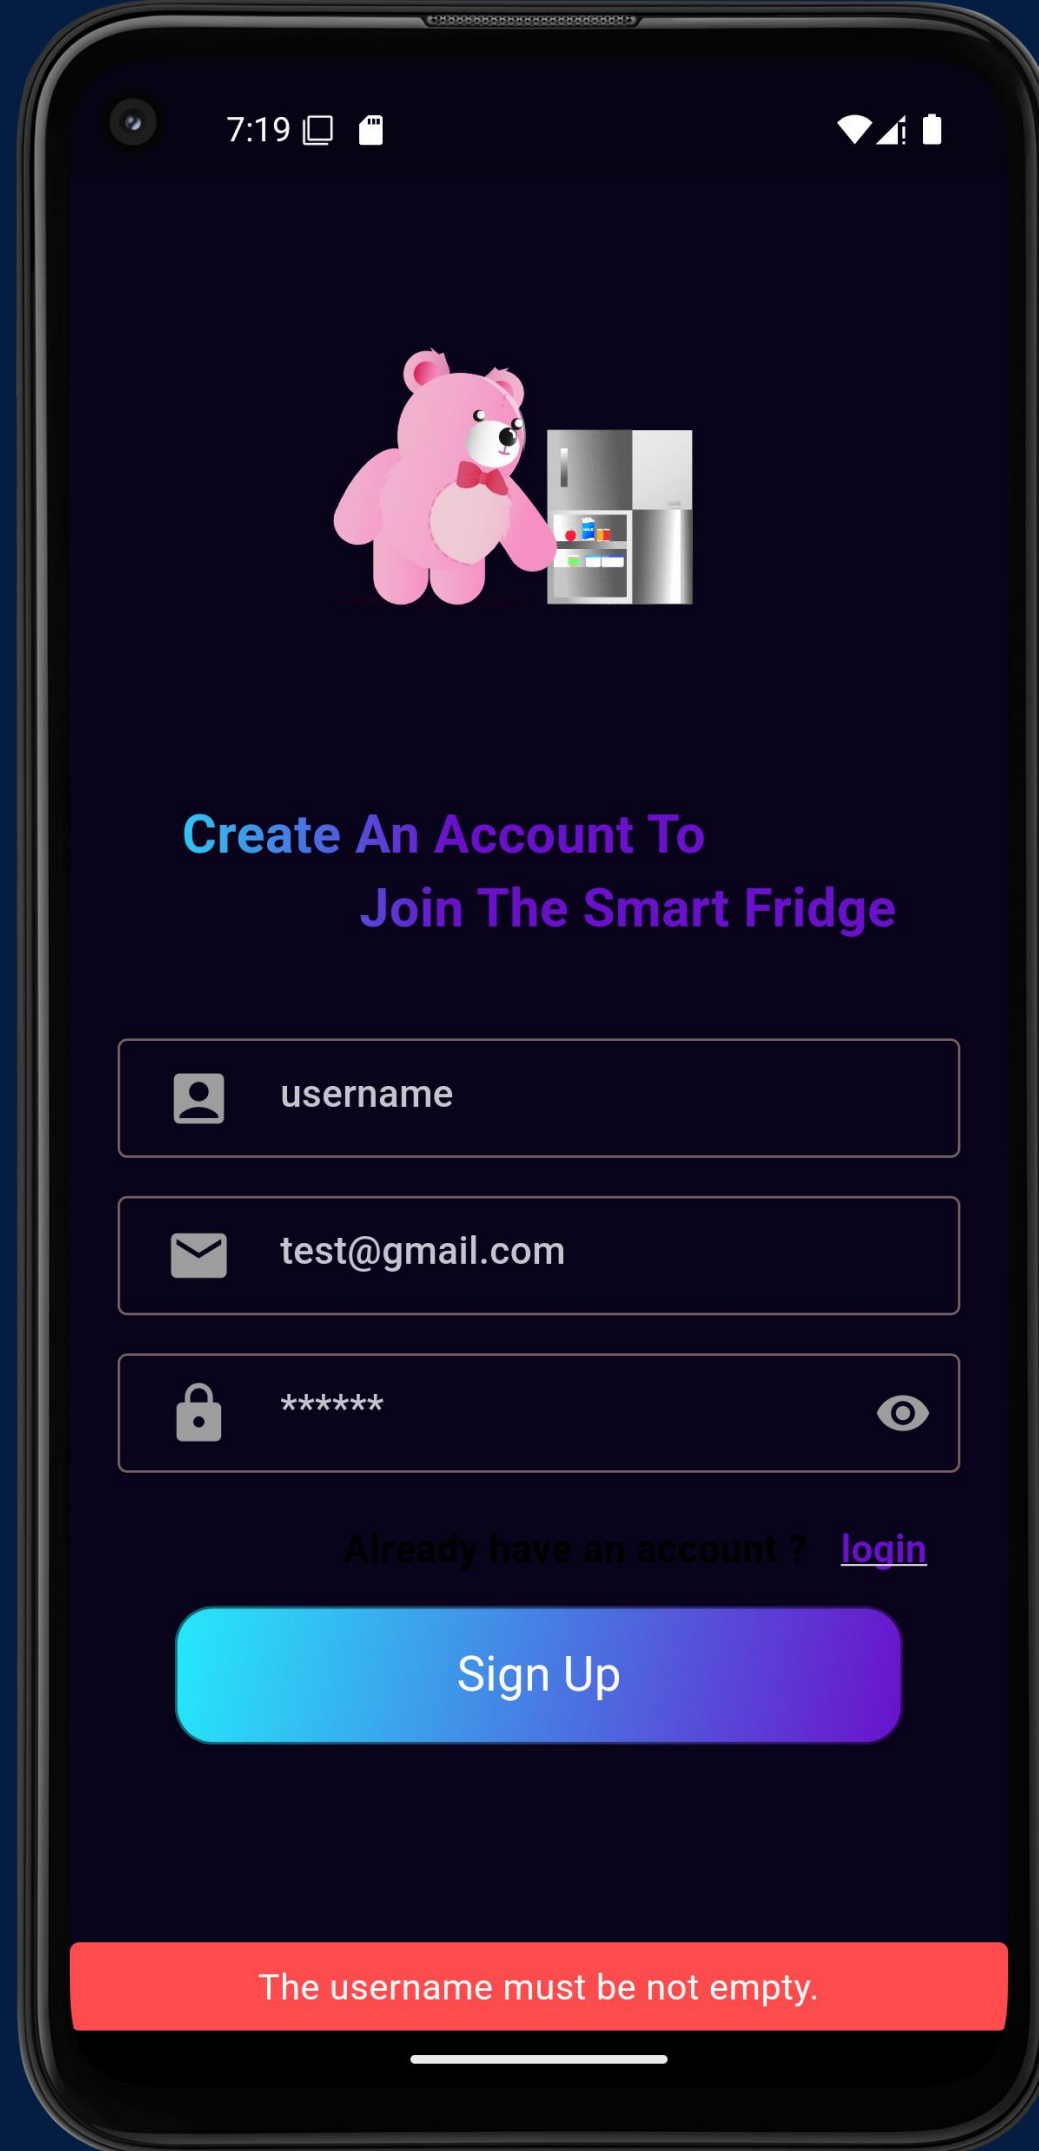 7:19
Create An Account To
Join The Smart Fridge
username
test@gmail.com
******
Already have an account ? login
Sign Up
The username must be not empty.